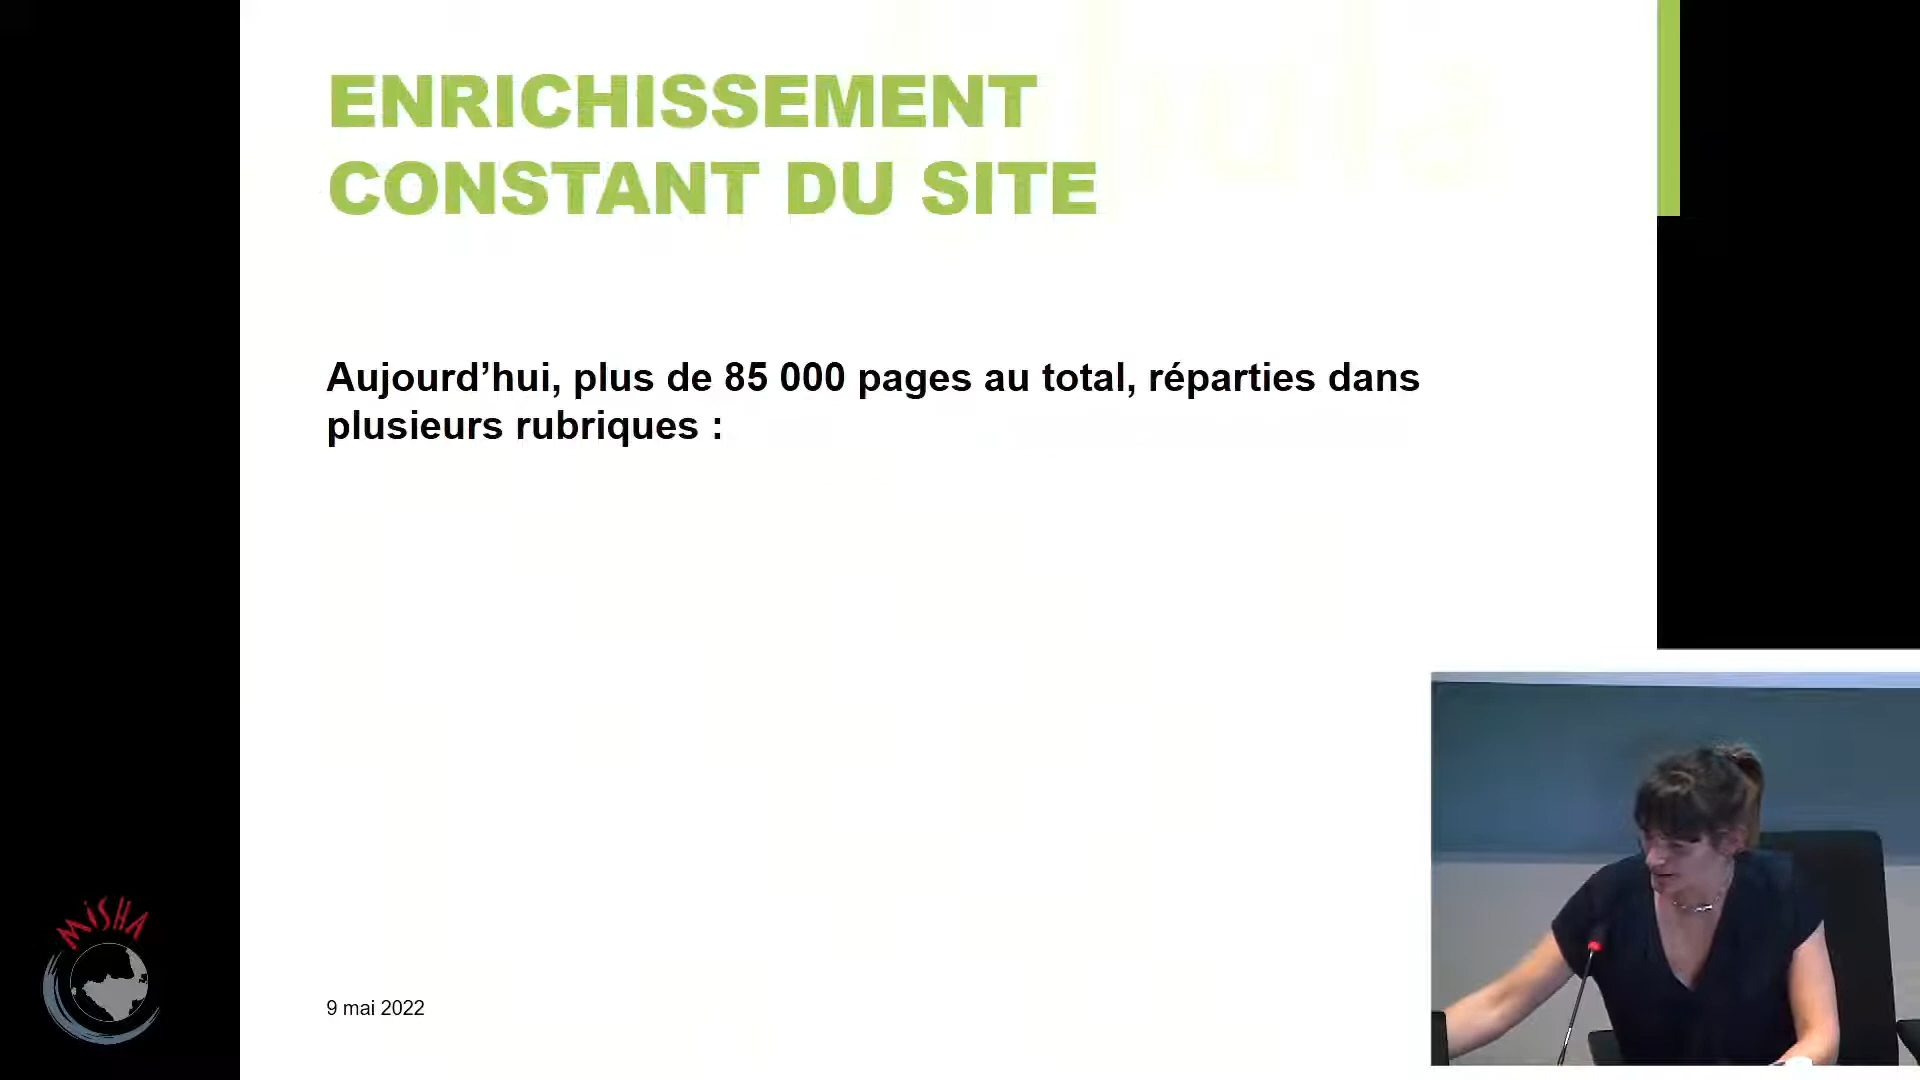 ENRICHISSEMENT
CONSTANT DU SITE
Aujourd’hui, plus de 85 000 pages au total, réparties dans
plusieurs rubriques :
MiSHA
9 mai 2022